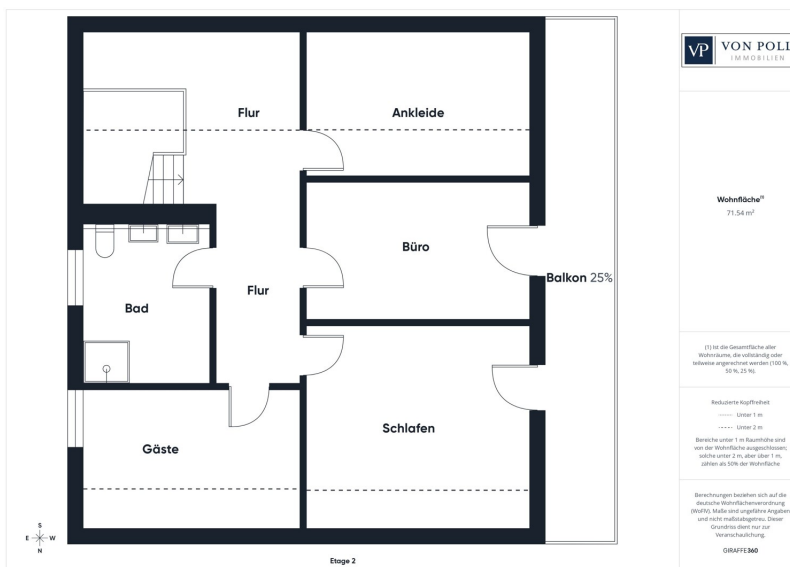 Flur
Ankleide
Büro
Balkon 25%
Flur
Bad
Schlafen
Gäste
S
E W
N
Etage 2
VP VON POLL
IMMOBILIEN
Wohnfläche⁽¹⁾
71.54 m²
(1) Ist die Gesamtfläche aller
Wohnräume, die vollständig oder
teilweise angerechnet werden (100 %,
50 %, 25 %).
Reduzierte Kopffreiheit
Unter 1 m
Unter 2 m
Bereiche unter 1 m Raumhöhe sind
von der Wohnfläche ausgeschlossen;
solche unter 2 m, aber über 1 m,
zählen als 50% der Wohnfläche
Berechnungen beziehen sich auf die
deutsche Wohnflächenverordnung
(WoFlV). Maße sind ungefähre Angaben
und nicht maßstabsgetreu. Dieser
Grundriss dient nur zur
Veranschaulichung.
GIRAFFE360